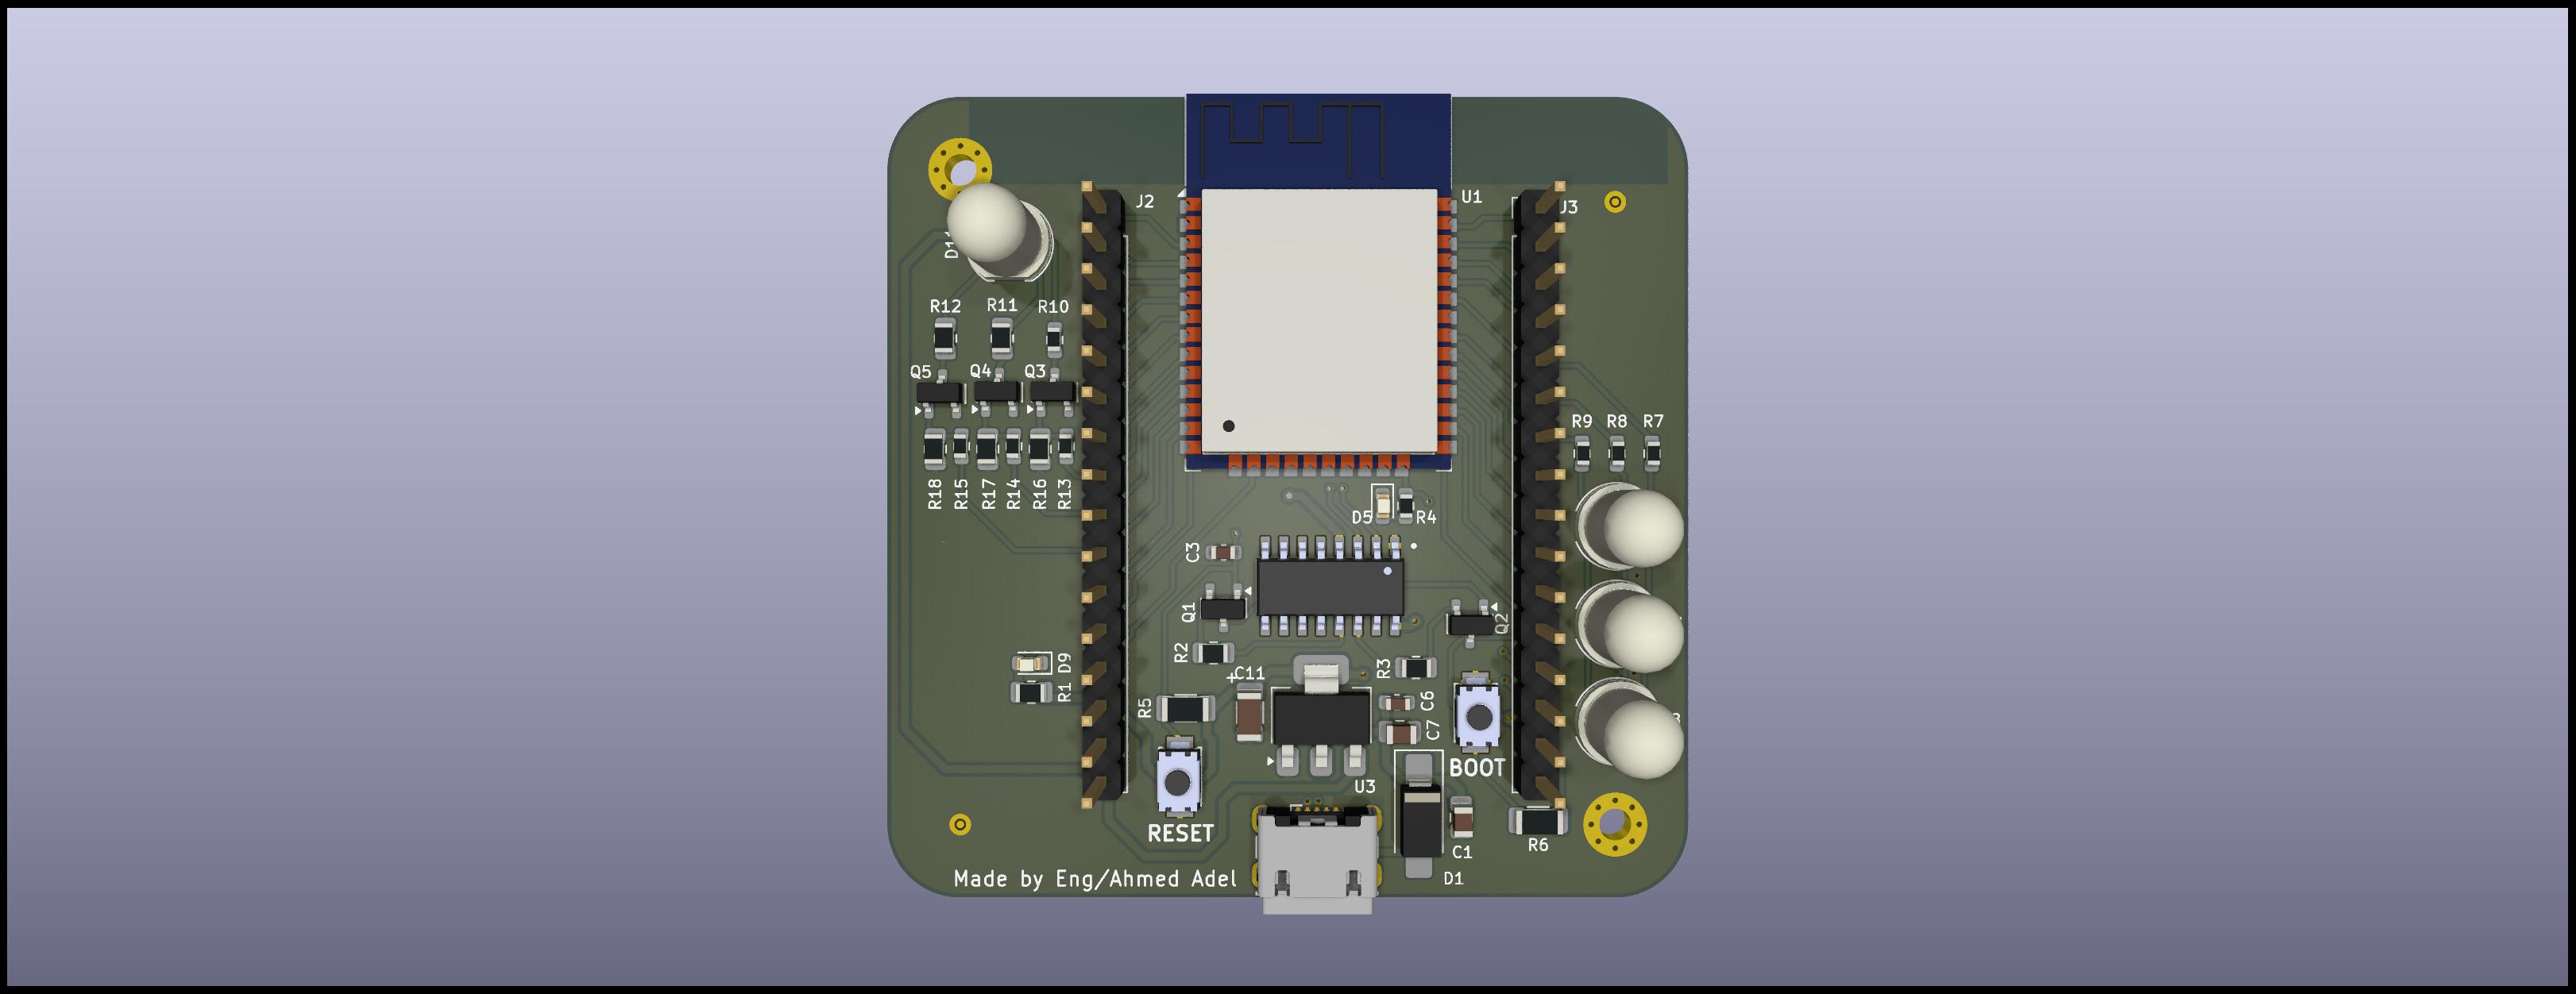 J2
U1
J3
R12
R11
R10
Q5
Q4
Q3
R9
R8
R7
R18
R15
R17
R14
R16
R13
D5
R4
C3
Q1
Q2
R2
R3
D9
R1
+C11
C6
R5
C7
BOOT
U3
RESET
R6
C1
Made by Eng/Ahmed Adel
D1